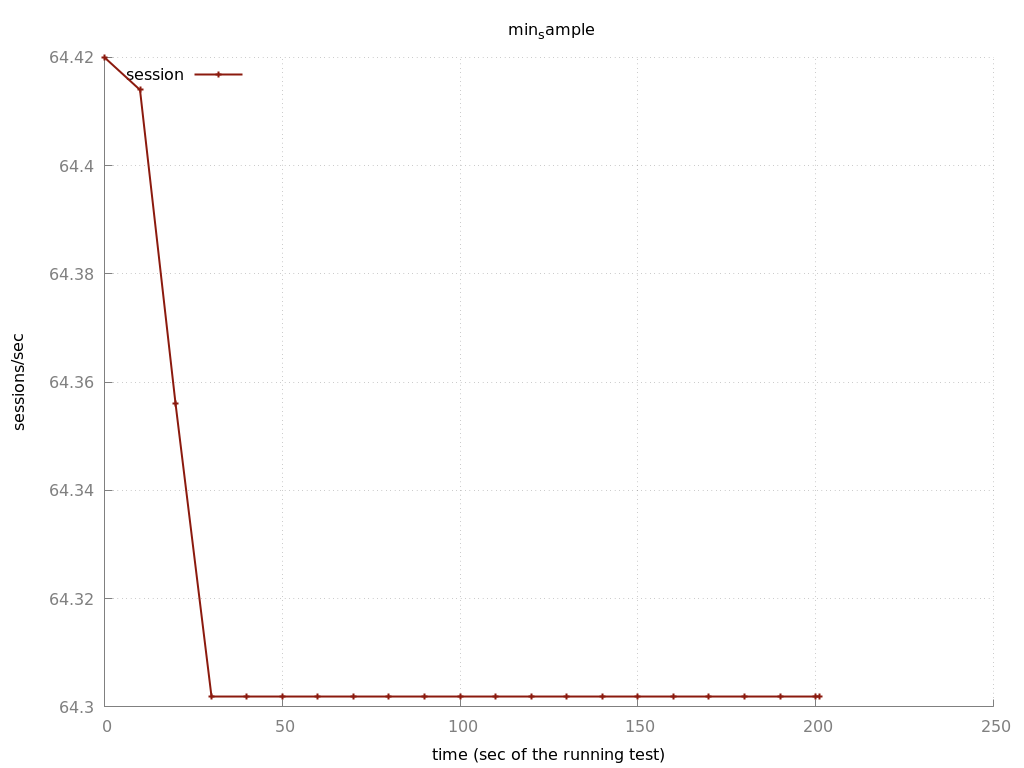 min_sample
64.42
session
64.4
64.38
64.36
sessions/sec
64.34
64.32
64.3
0 50 100 150 200 250
time (sec of the running test)